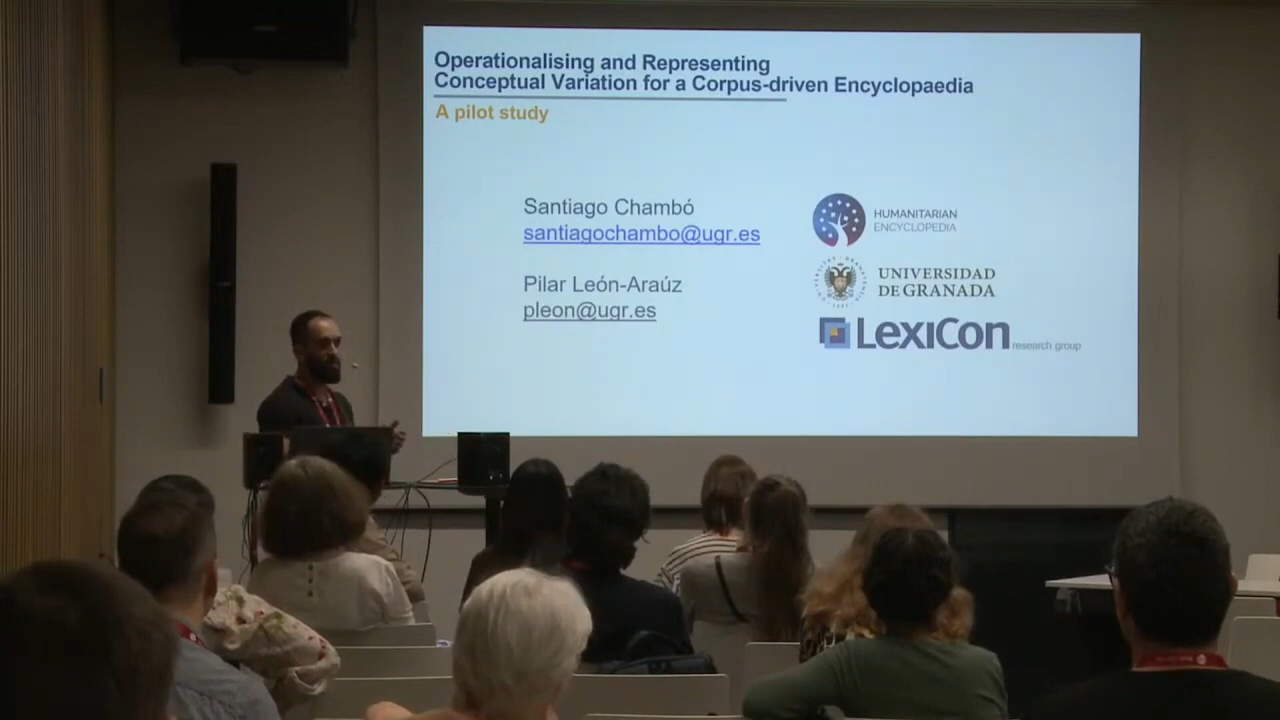 Operationalising and Representing
Conceptual Variation for a Corpus-driven Encyclopaedia
A pilot study
Santiago Chambó
santiagochambo@ugr.es
Pilar León-Araúz
pleon@ugr.es
HUMANITARIAN
ENCYCLOPEDIA
UNIVERSIDAD
DE GRANADA
LEXICON research group